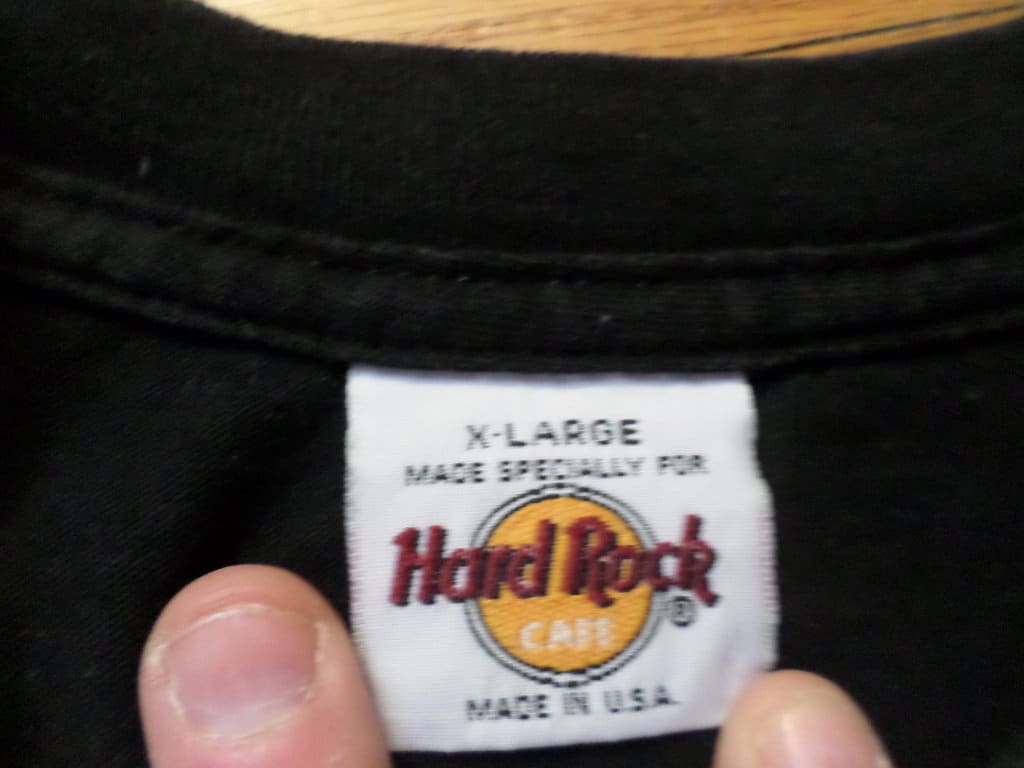 X-LARGE
MADE SPECIALLY FOR
Hard Rock
®
CAFE
MADE IN U.S.A.